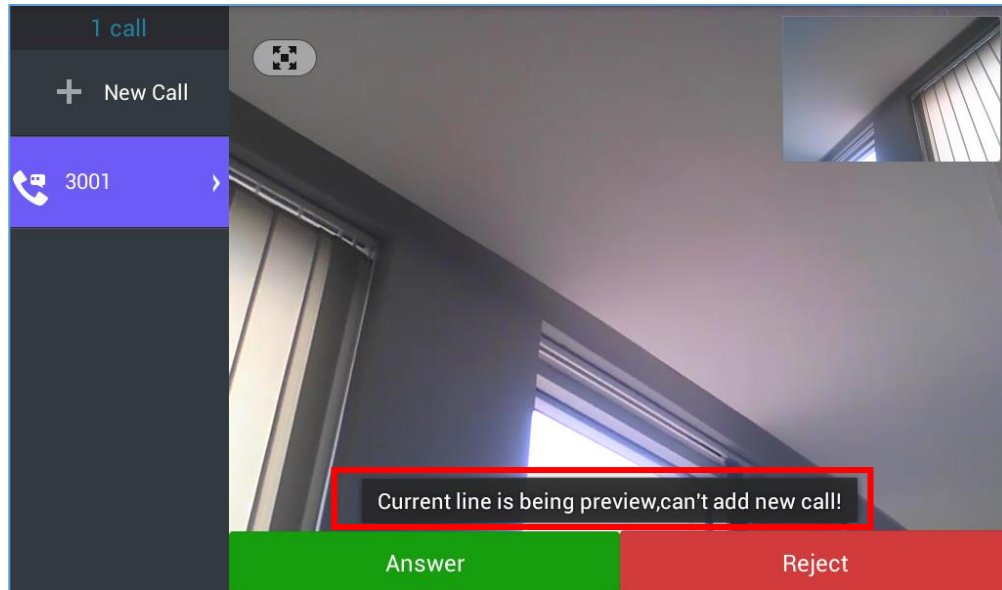 1 call
New Call
3001
Current line is being preview,can't add new call!
Answer
Reject